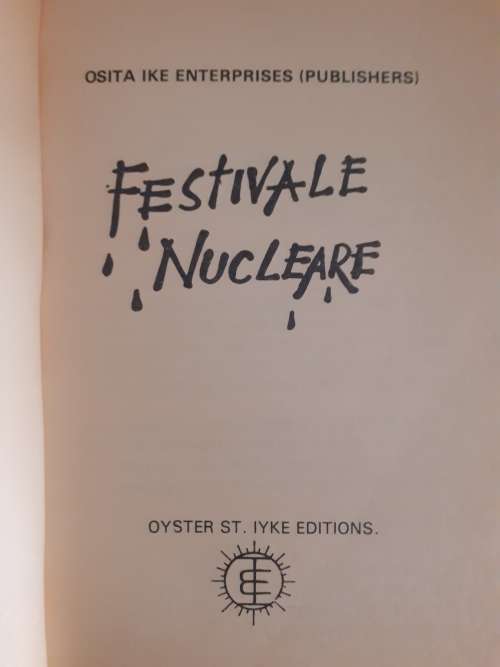 OSITA IKE ENTERPRISES (PUBLISHERS)
FESTIVALE
NUCLEARE
OYSTER ST. IYKE EDITIONS.